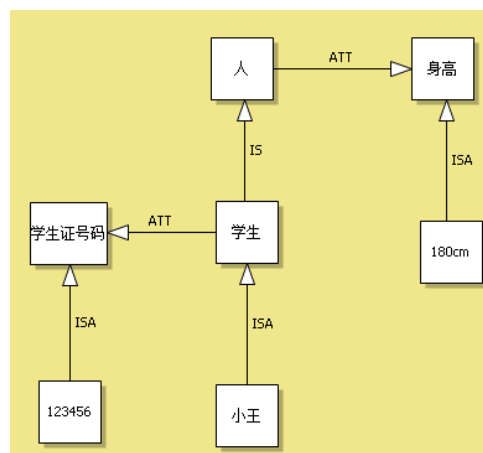 人
ATT
身高
IS
ISA
学生证号码
ATT
学生
180cm
ISA
ISA
123456
小王